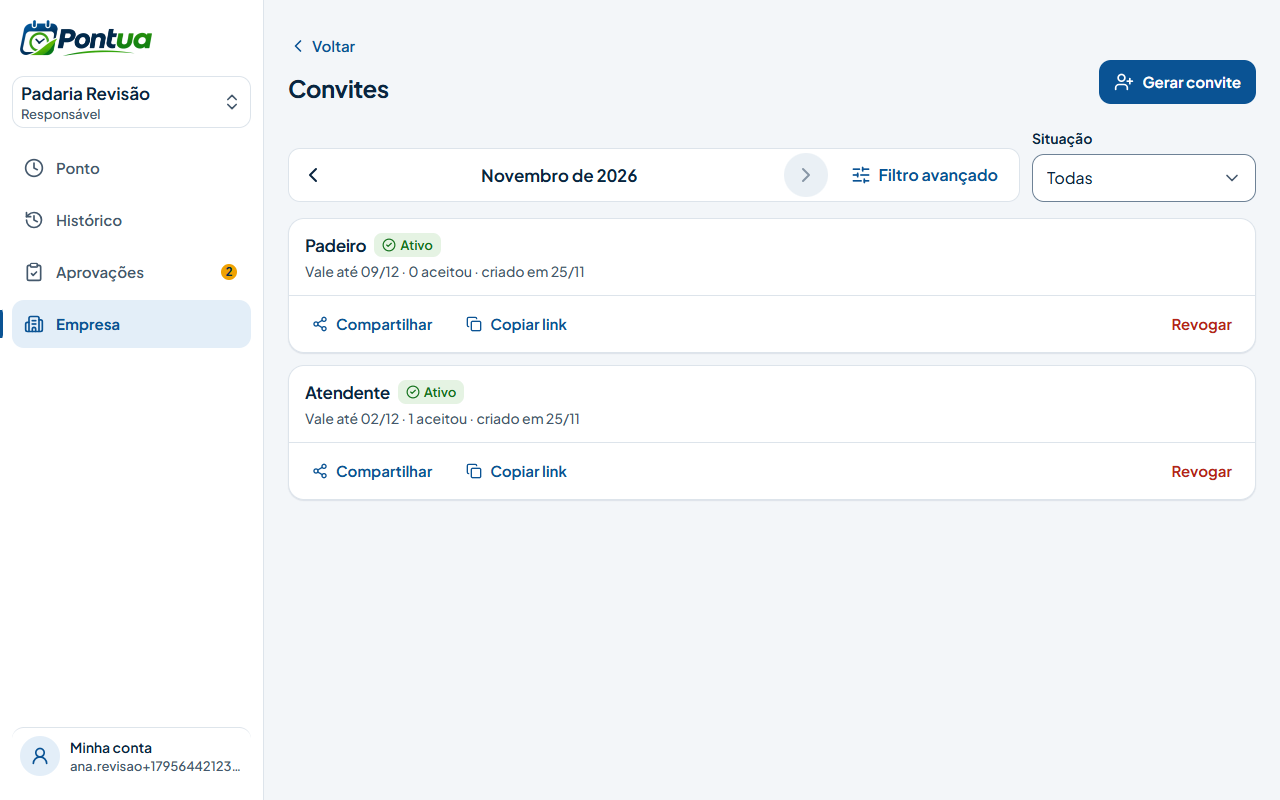 Pontua
Padaria Revisão
Responsável
Ponto
Histórico
Aprovações 2
Empresa
Minha conta
ana.revisao+17956442123…
Voltar
Convites
Gerar convite
Novembro de 2026
Filtro avançado
Situação
Todas
Padeiro Ativo
Vale até 09/12 · 0 aceitou · criado em 25/11
Compartilhar Copiar link Revogar
Atendente Ativo
Vale até 02/12 · 1 aceitou · criado em 25/11
Compartilhar Copiar link Revogar